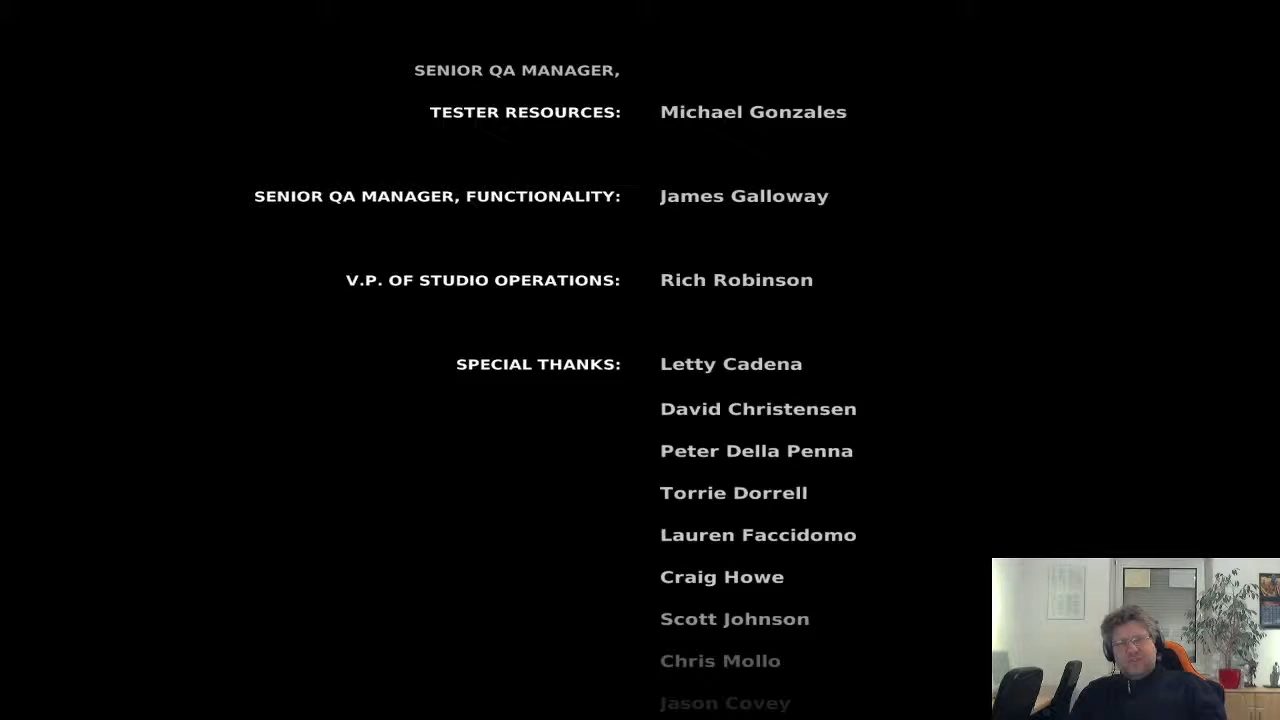 SENIOR QA MANAGER,
TESTER RESOURCES: Michael Gonzales
SENIOR QA MANAGER, FUNCTIONALITY: James Galloway
V.P. OF STUDIO OPERATIONS: Rich Robinson
SPECIAL THANKS: Letty Cadena
David Christensen
Peter Della Penna
Torrie Dorrell
Lauren Faccidomo
Craig Howe
Scott Johnson
Chris Mollo
Jason Covey